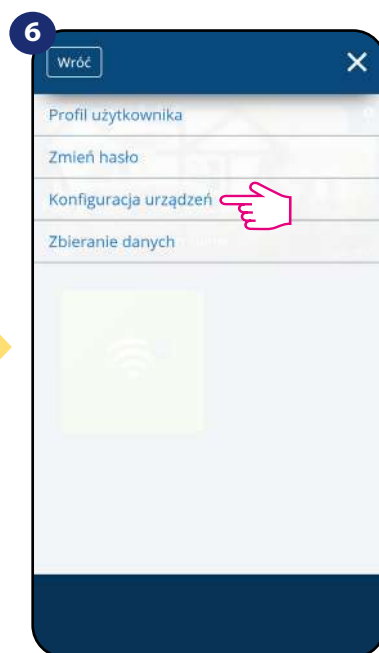 6
Wróć
Profil użytkownika
Zmień hasło
Konfiguracja urządzeń
Zbieranie danych